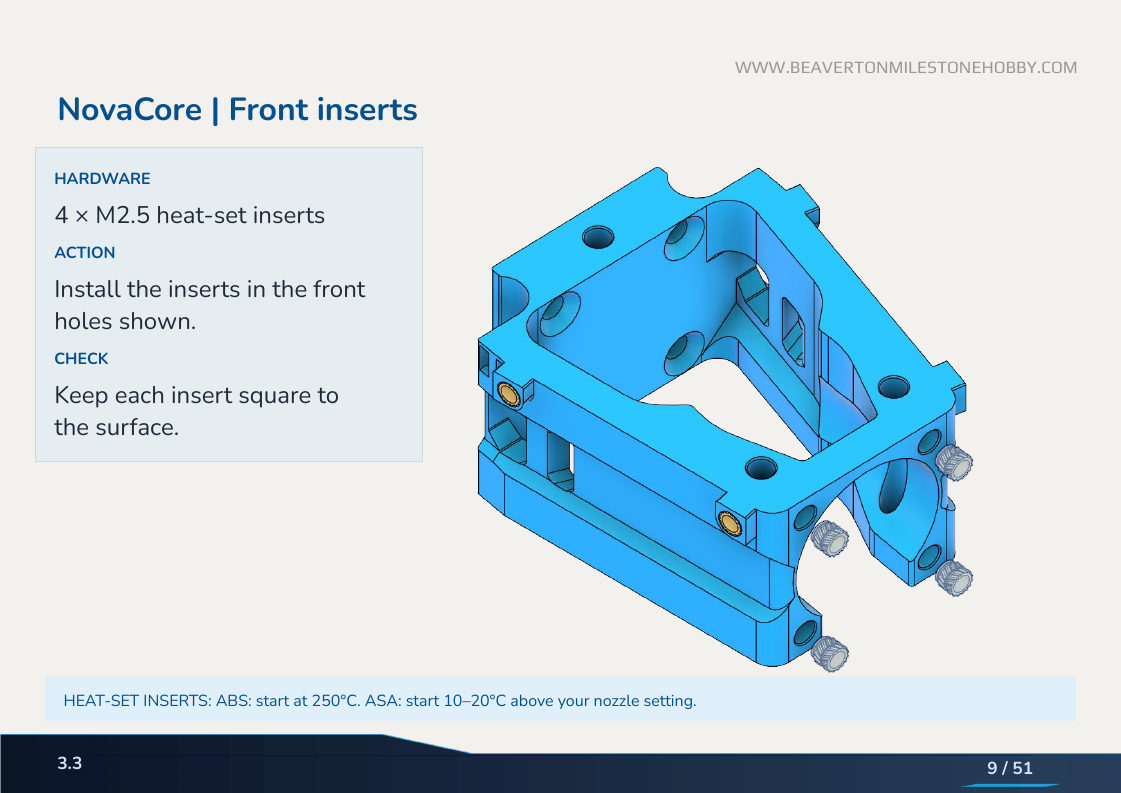 WWW.BEAVERTONMILESTONEHOBBY.COM
NovaCore | Front inserts
HARDWARE
4 × M2.5 heat-set inserts
ACTION
Install the inserts in the front
holes shown.
CHECK
Keep each insert square to
the surface.
HEAT-SET INSERTS: ABS: start at 250°C. ASA: start 10–20°C above your nozzle setting.
3.3
9 / 51